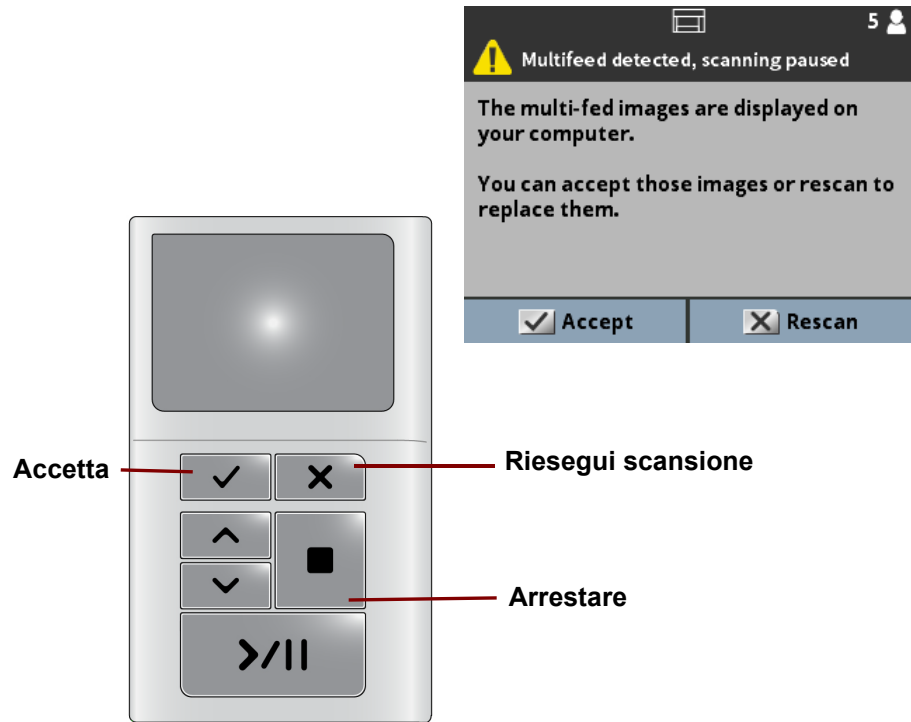 5
Multifeed detected, scanning paused
The multi-fed images are displayed on
your computer.
You can accept those images or rescan to
replace them.
Accept
Rescan
Accetta
Riesegui scansione
Arrestare